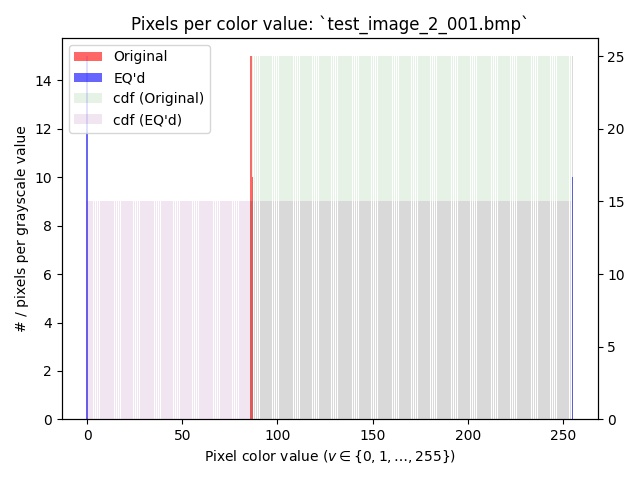 Pixels per color value: `test_image_2_001.bmp`
Original
EQ'd
cdf (Original)
cdf (EQ'd)
# / pixels per grayscale value
14
12
10
8
6
4
2
0
25
20
15
10
5
0
0 50 100 150 200 250
Pixel color value (v ∈ {0, 1, ..., 255})